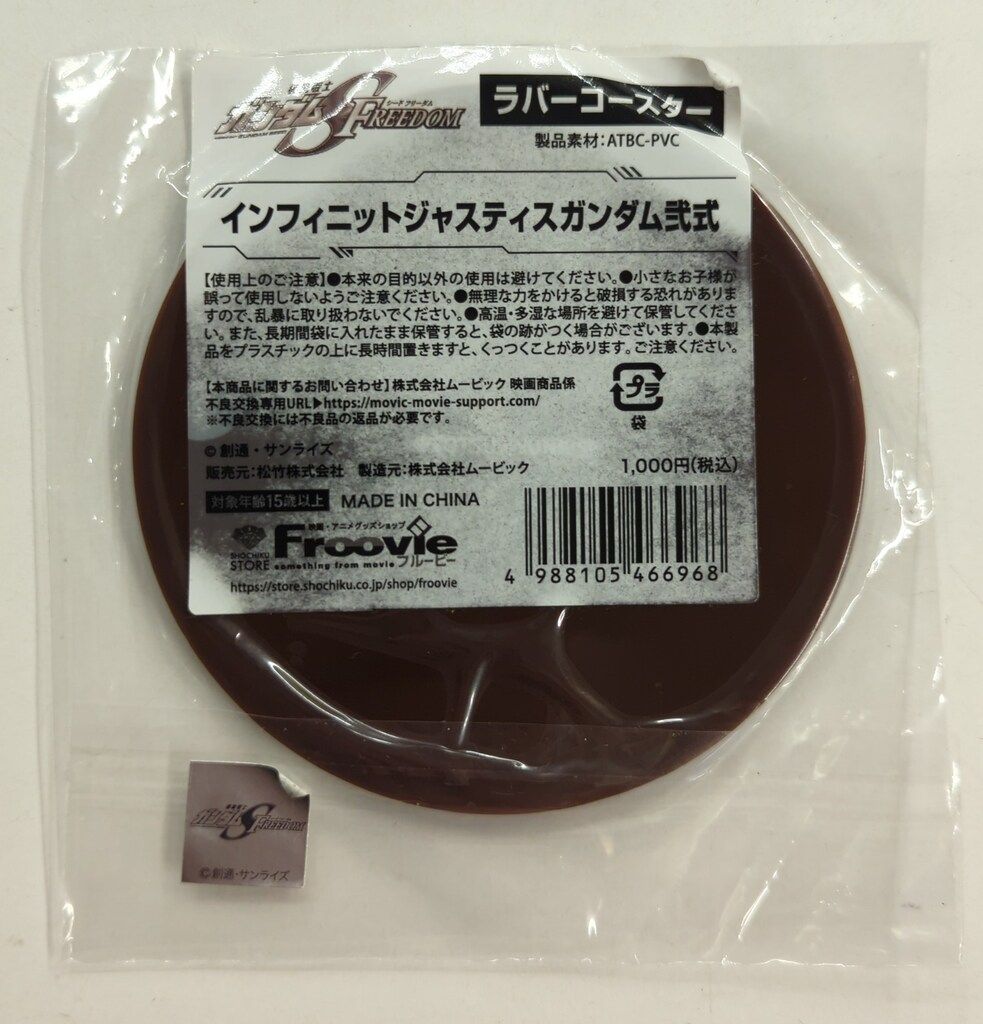 機動戦士
ガンダムSEED FREEDOM
シード フリーダム
ラバーコースター
製品素材:ATBC-PVC
インフィニットジャスティスガンダム弐式
【使用上のご注意】●本来の目的以外の使用は避けてください。●小さなお子様が
誤って使用しないようご注意ください。●無理な力をかけると破損する恐れがありま
すので、乱暴に取り扱わないでください。●高温・多湿な場所を避けて保管してくださ
い。また、長期間袋に入れたまま保管すると、袋の跡がつく場合がございます。●本製
品をプラスチックの上に長時間置きますと、くっつくことがあります。ご注意ください。
【本商品に関するお問い合わせ】株式会社ムービック 映画商品係
不良交換専用URL▶https://movic-movie-support.com/
※不良交換には不良品の返品が必要です。
プラ
袋
©創通・サンライズ
販売元:松竹株式会社 製造元:株式会社ムービック
1,000円(税込)
対象年齢15歳以上 MADE IN CHINA
映画・アニメグッズショップ
SHOCHIKU STORE
Froovie
something from movie フルービー
https://store.shochiku.co.jp/shop/froovie
4 988105 466968
機動戦士
ガンダムS FREEDOM
©創通・サンライズ